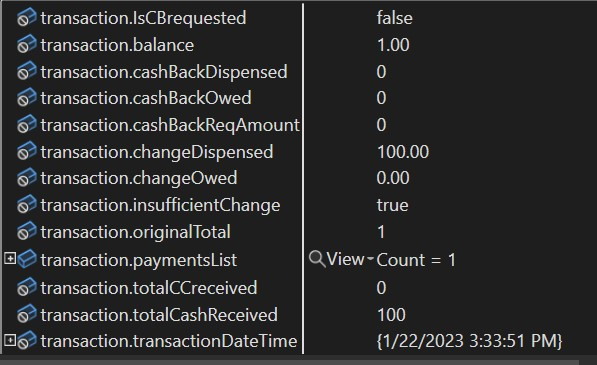 transaction.IsCBrequested false
transaction.balance 1.00
transaction.cashBackDispensed 0
transaction.cashBackOwed 0
transaction.cashBackReqAmount 0
transaction.changeDispensed 100.00
transaction.changeOwed 0.00
transaction.insufficientChange true
transaction.originalTotal 1
transaction.paymentsList View Count = 1
transaction.totalCCreceived 0
transaction.totalCashReceived 100
transaction.transactionDateTime {1/22/2023 3:33:51 PM}